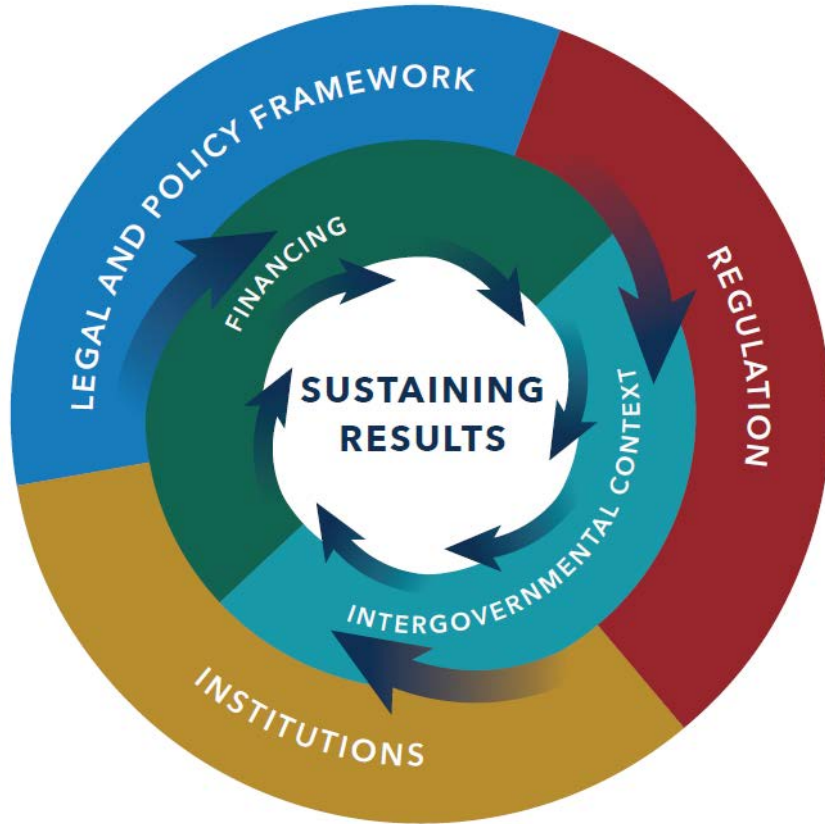 LEGAL AND POLICY FRAMEWORK
REGULATION
INSTITUTIONS
FINANCING
INTERGOVERNMENTAL CONTEXT
SUSTAINING
RESULTS